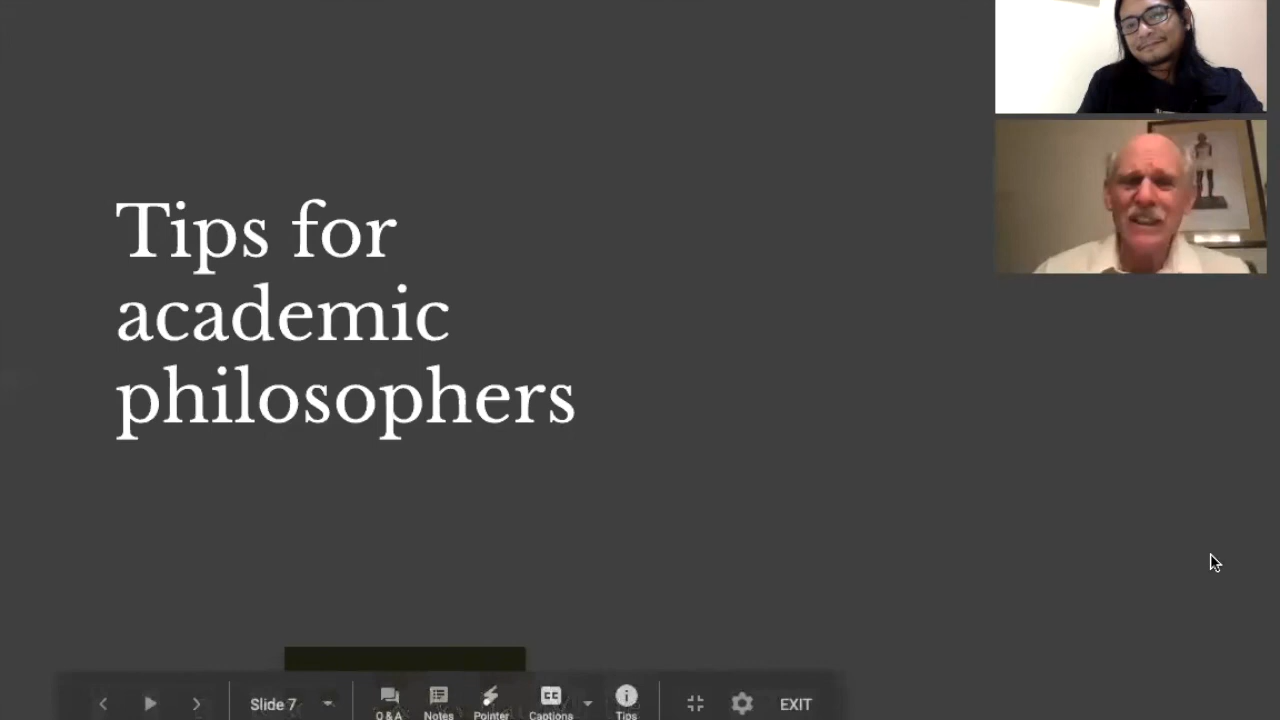 Tips for
academic
philosophers
Slide 7
Q & A
Notes
Pointer
Captions
Tips
EXIT